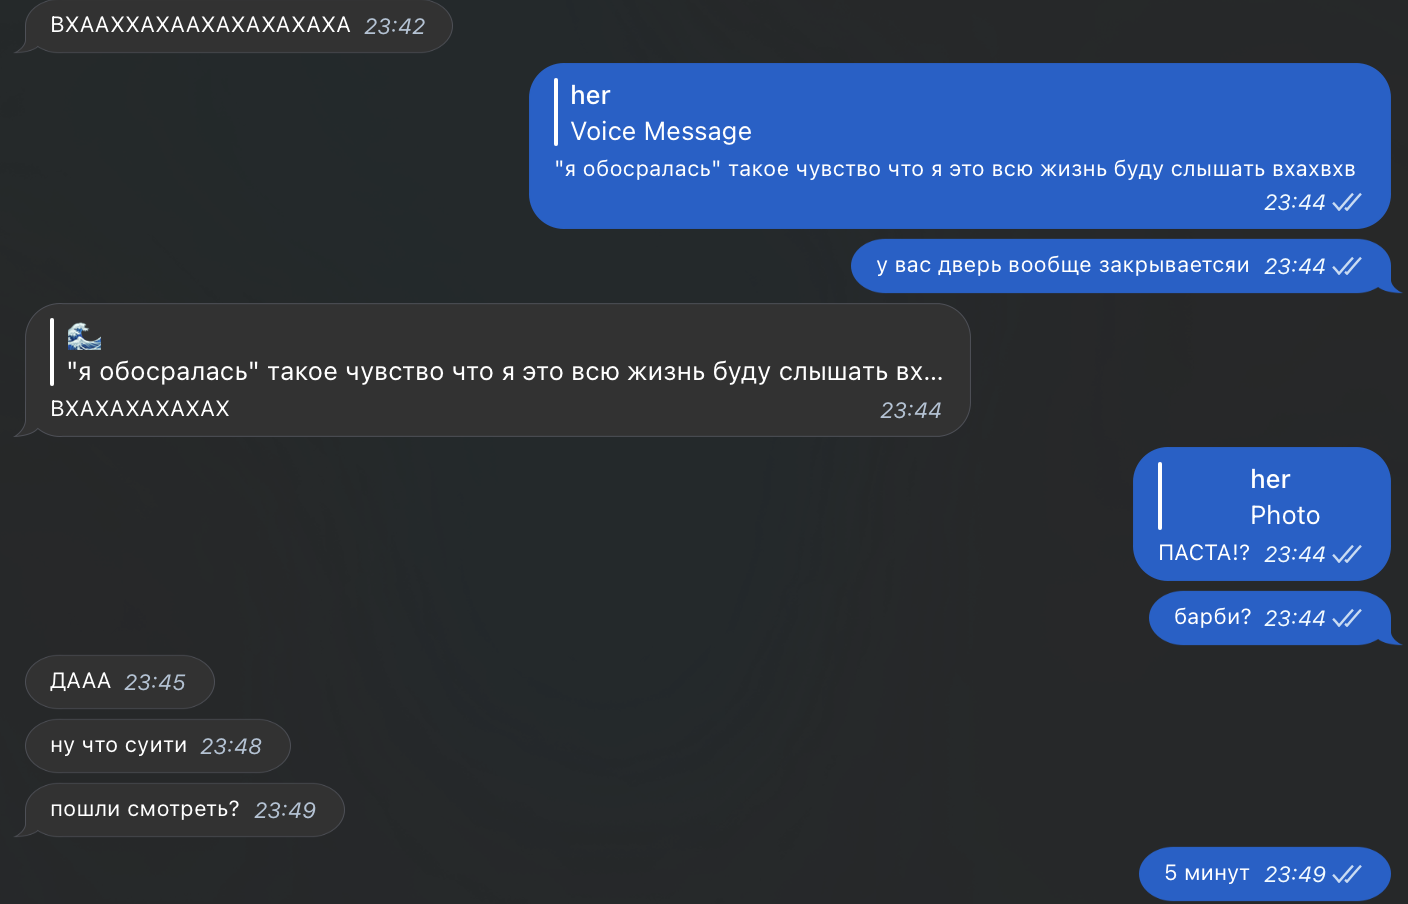 ВХААХХАХААХАХАХАХАХА 23:42
her
Voice Message
"я обосралась" такое чувство что я это всю жизнь буду слышать вхахвхв
23:44
у вас дверь вообще закрываетсяи 23:44
"я обосралась" такое чувство что я это всю жизнь буду слышать вх...
ВХАХАХАХАХАХ 23:44
her
Photo
ПАСТА!? 23:44
барби? 23:44
ДААА 23:45
ну что суити 23:48
пошли смотреть? 23:49
5 минут 23:49